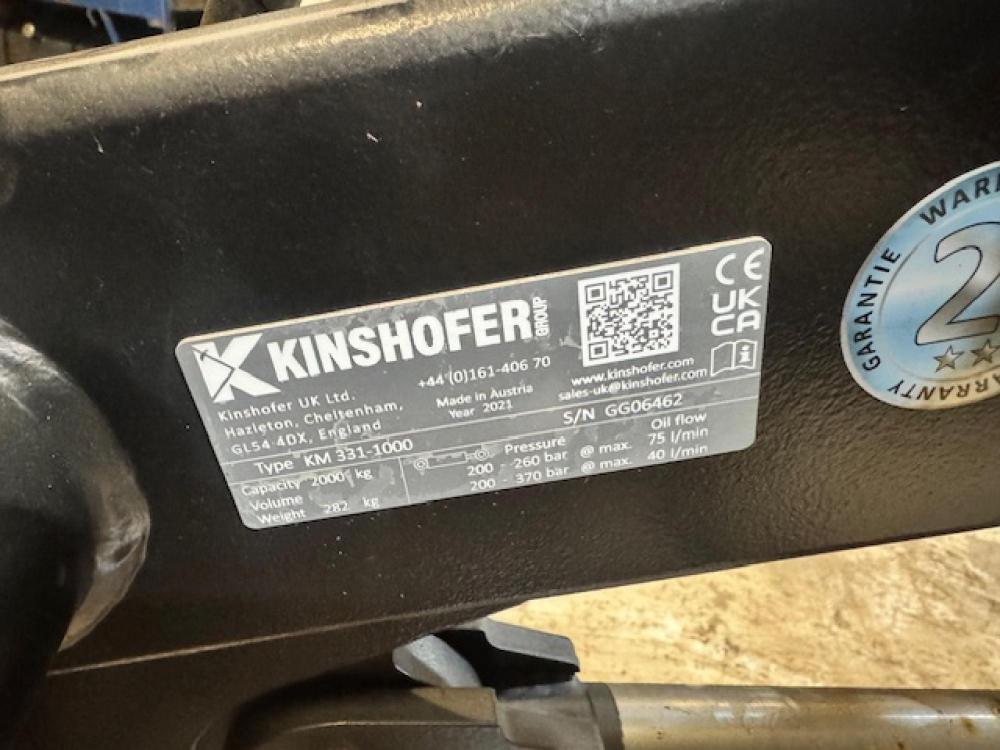 KINSHOFER GROUP
CE
UK
CA
Kinshofer UK Ltd.
Hazleton, Cheltenham,
GL54 4DX, England
+44 (0)161-406 70
Made in Austria
Year 2021
www.kinshofer.com
sales-uk@kinshofer.com
Type KM 331-1000
S/N GG06462
Capacity 2000 kg
Volume
Weight 282 kg
Pressure
Oil flow
200 - 260 bar @ max. 75 l/min
200 - 370 bar @ max. 40 l/min
GARANTIE
2